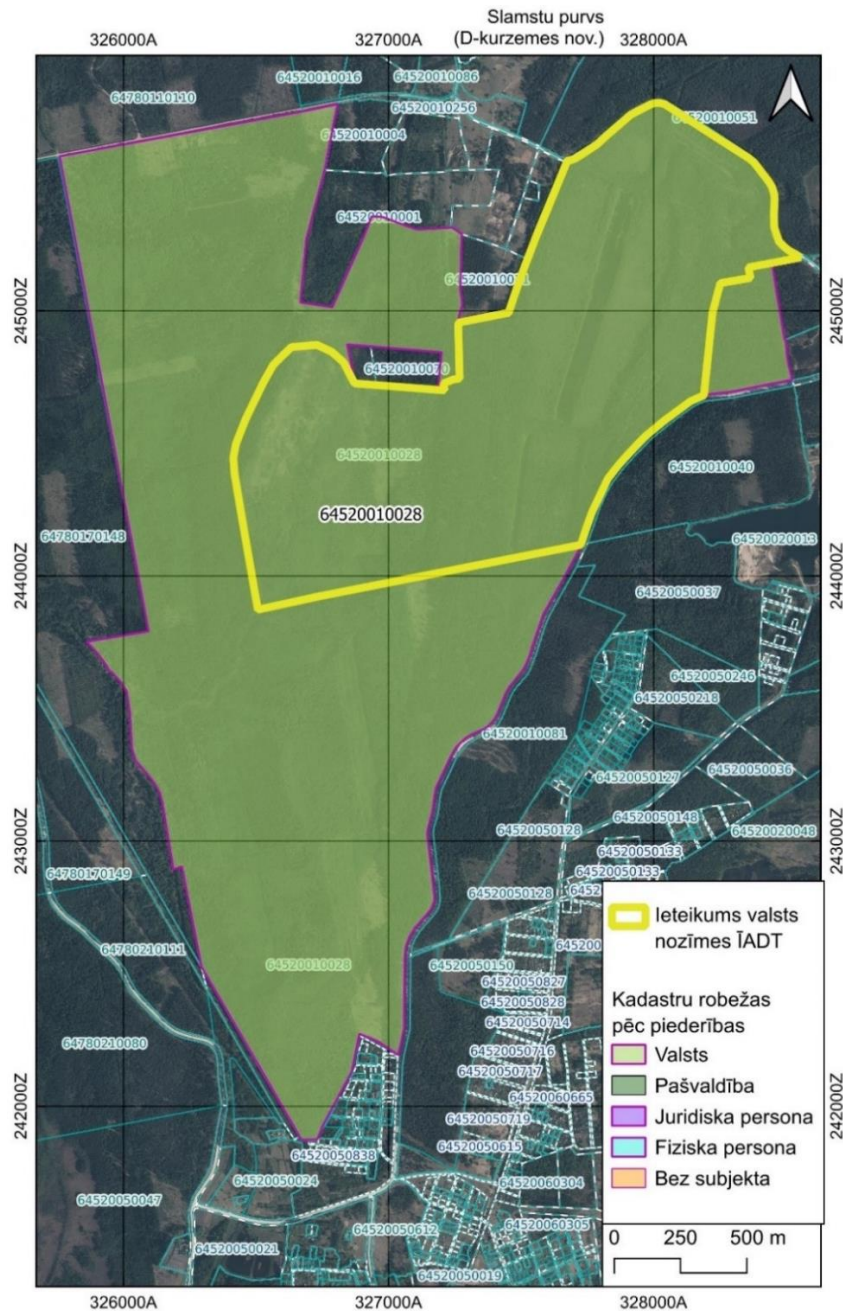 Slamstu purvs
(D-kurzemes nov.)
326000A
327000A
328000A
64520010016
64520010086
64780110110
64520010256
64520010051
64520010004
64520010001
245000Z
245000Z
64520010070
64520010028
64520010040
64520010028
64780170148
64520020013
244000Z
244000Z
64520050037
64520050246
64520050218
64520010081
64520050036
64520050127
64520050148
64520050128
64520020048
243000Z
243000Z
64520050133
64520050133
64780170149
64520050128
64520
Ieteikums valsts
nozīmes ĪADT
64780210111
64520010028
64520050150
645200
64520050827
64520050828
64520050714
Kadastru robežas
pēc piederības
Valsts
Pašvaldība
Juridiska persona
Fiziska persona
Bez subjekta
64780210080
64520050716
64520050717
64520060665
242000Z
242000Z
64520050719
64520050615
64520050838
64520050024
64520060304
64520050047
64520050612
64520060305
64520050021
64520050019
0 250 500 m
326000A
327000A
328000A